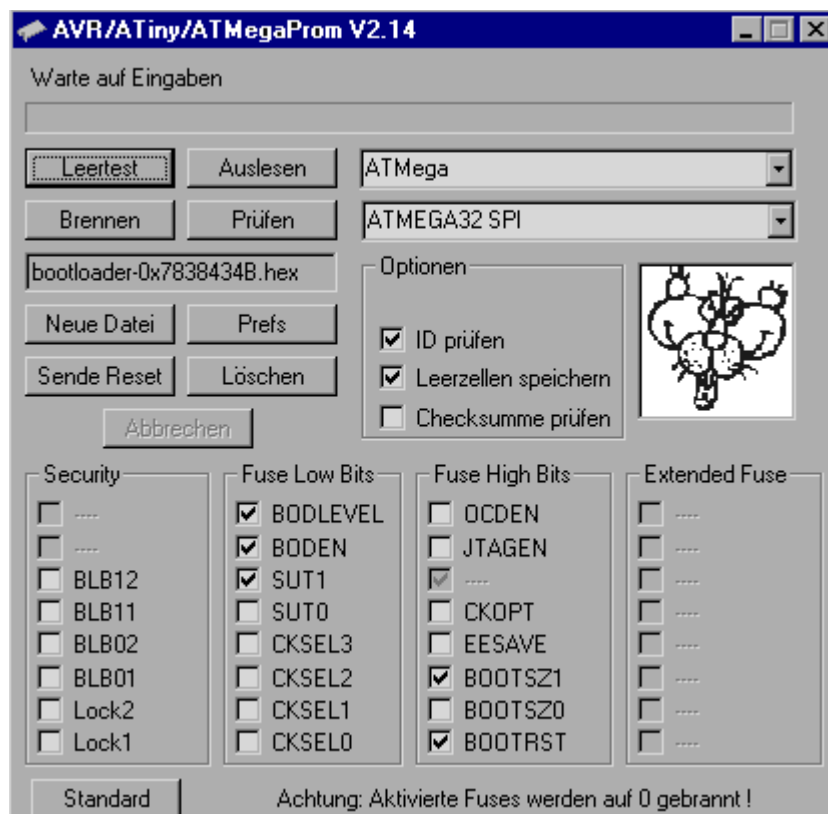 AVR/ATiny/ATMegaProm V2.14
Warte auf Eingaben
Leertest
Auslesen
ATMega
Brennen
Prüfen
ATMEGA32 SPI
bootloader-0x7838434B.hex
Neue Datei
Prefs
Sende Reset
Löschen
Abbrechen
Optionen
ID prüfen
Leerzellen speichern
Checksumme prüfen
Security
----
----
BLB12
BLB11
BLB02
BLB01
Lock2
Lock1
Fuse Low Bits
BODLEVEL
BODEN
SUT1
SUT0
CKSEL3
CKSEL2
CKSEL1
CKSEL0
Fuse High Bits
OCDEN
JTAGEN
----
CKOPT
EESAVE
BOOTSZ1
BOOTSZ0
BOOTRST
Extended Fuse
----
----
----
----
----
----
----
----
Standard
Achtung: Aktivierte Fuses werden auf 0 gebrannt !